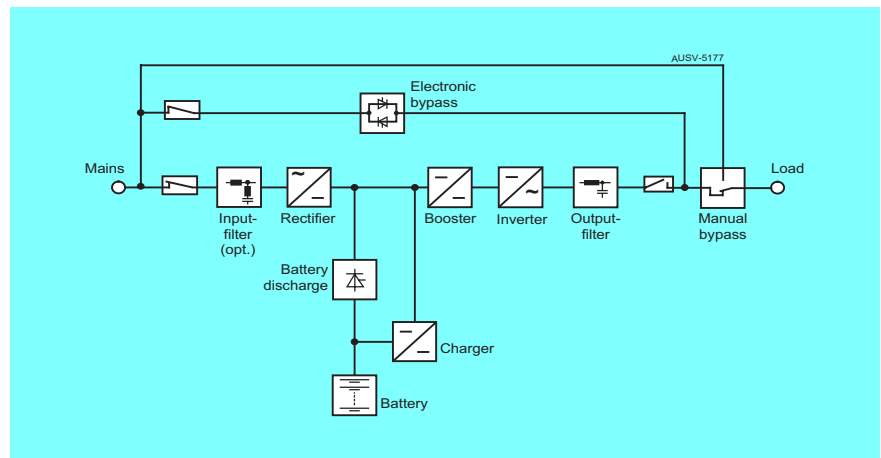 AUSV-5177
Electronic
bypass
Mains
Load
Input-
filter
(opt.)
Rectifier
Booster
Inverter
Output-
filter
Manual
bypass
Battery
discharge
Charger
Battery